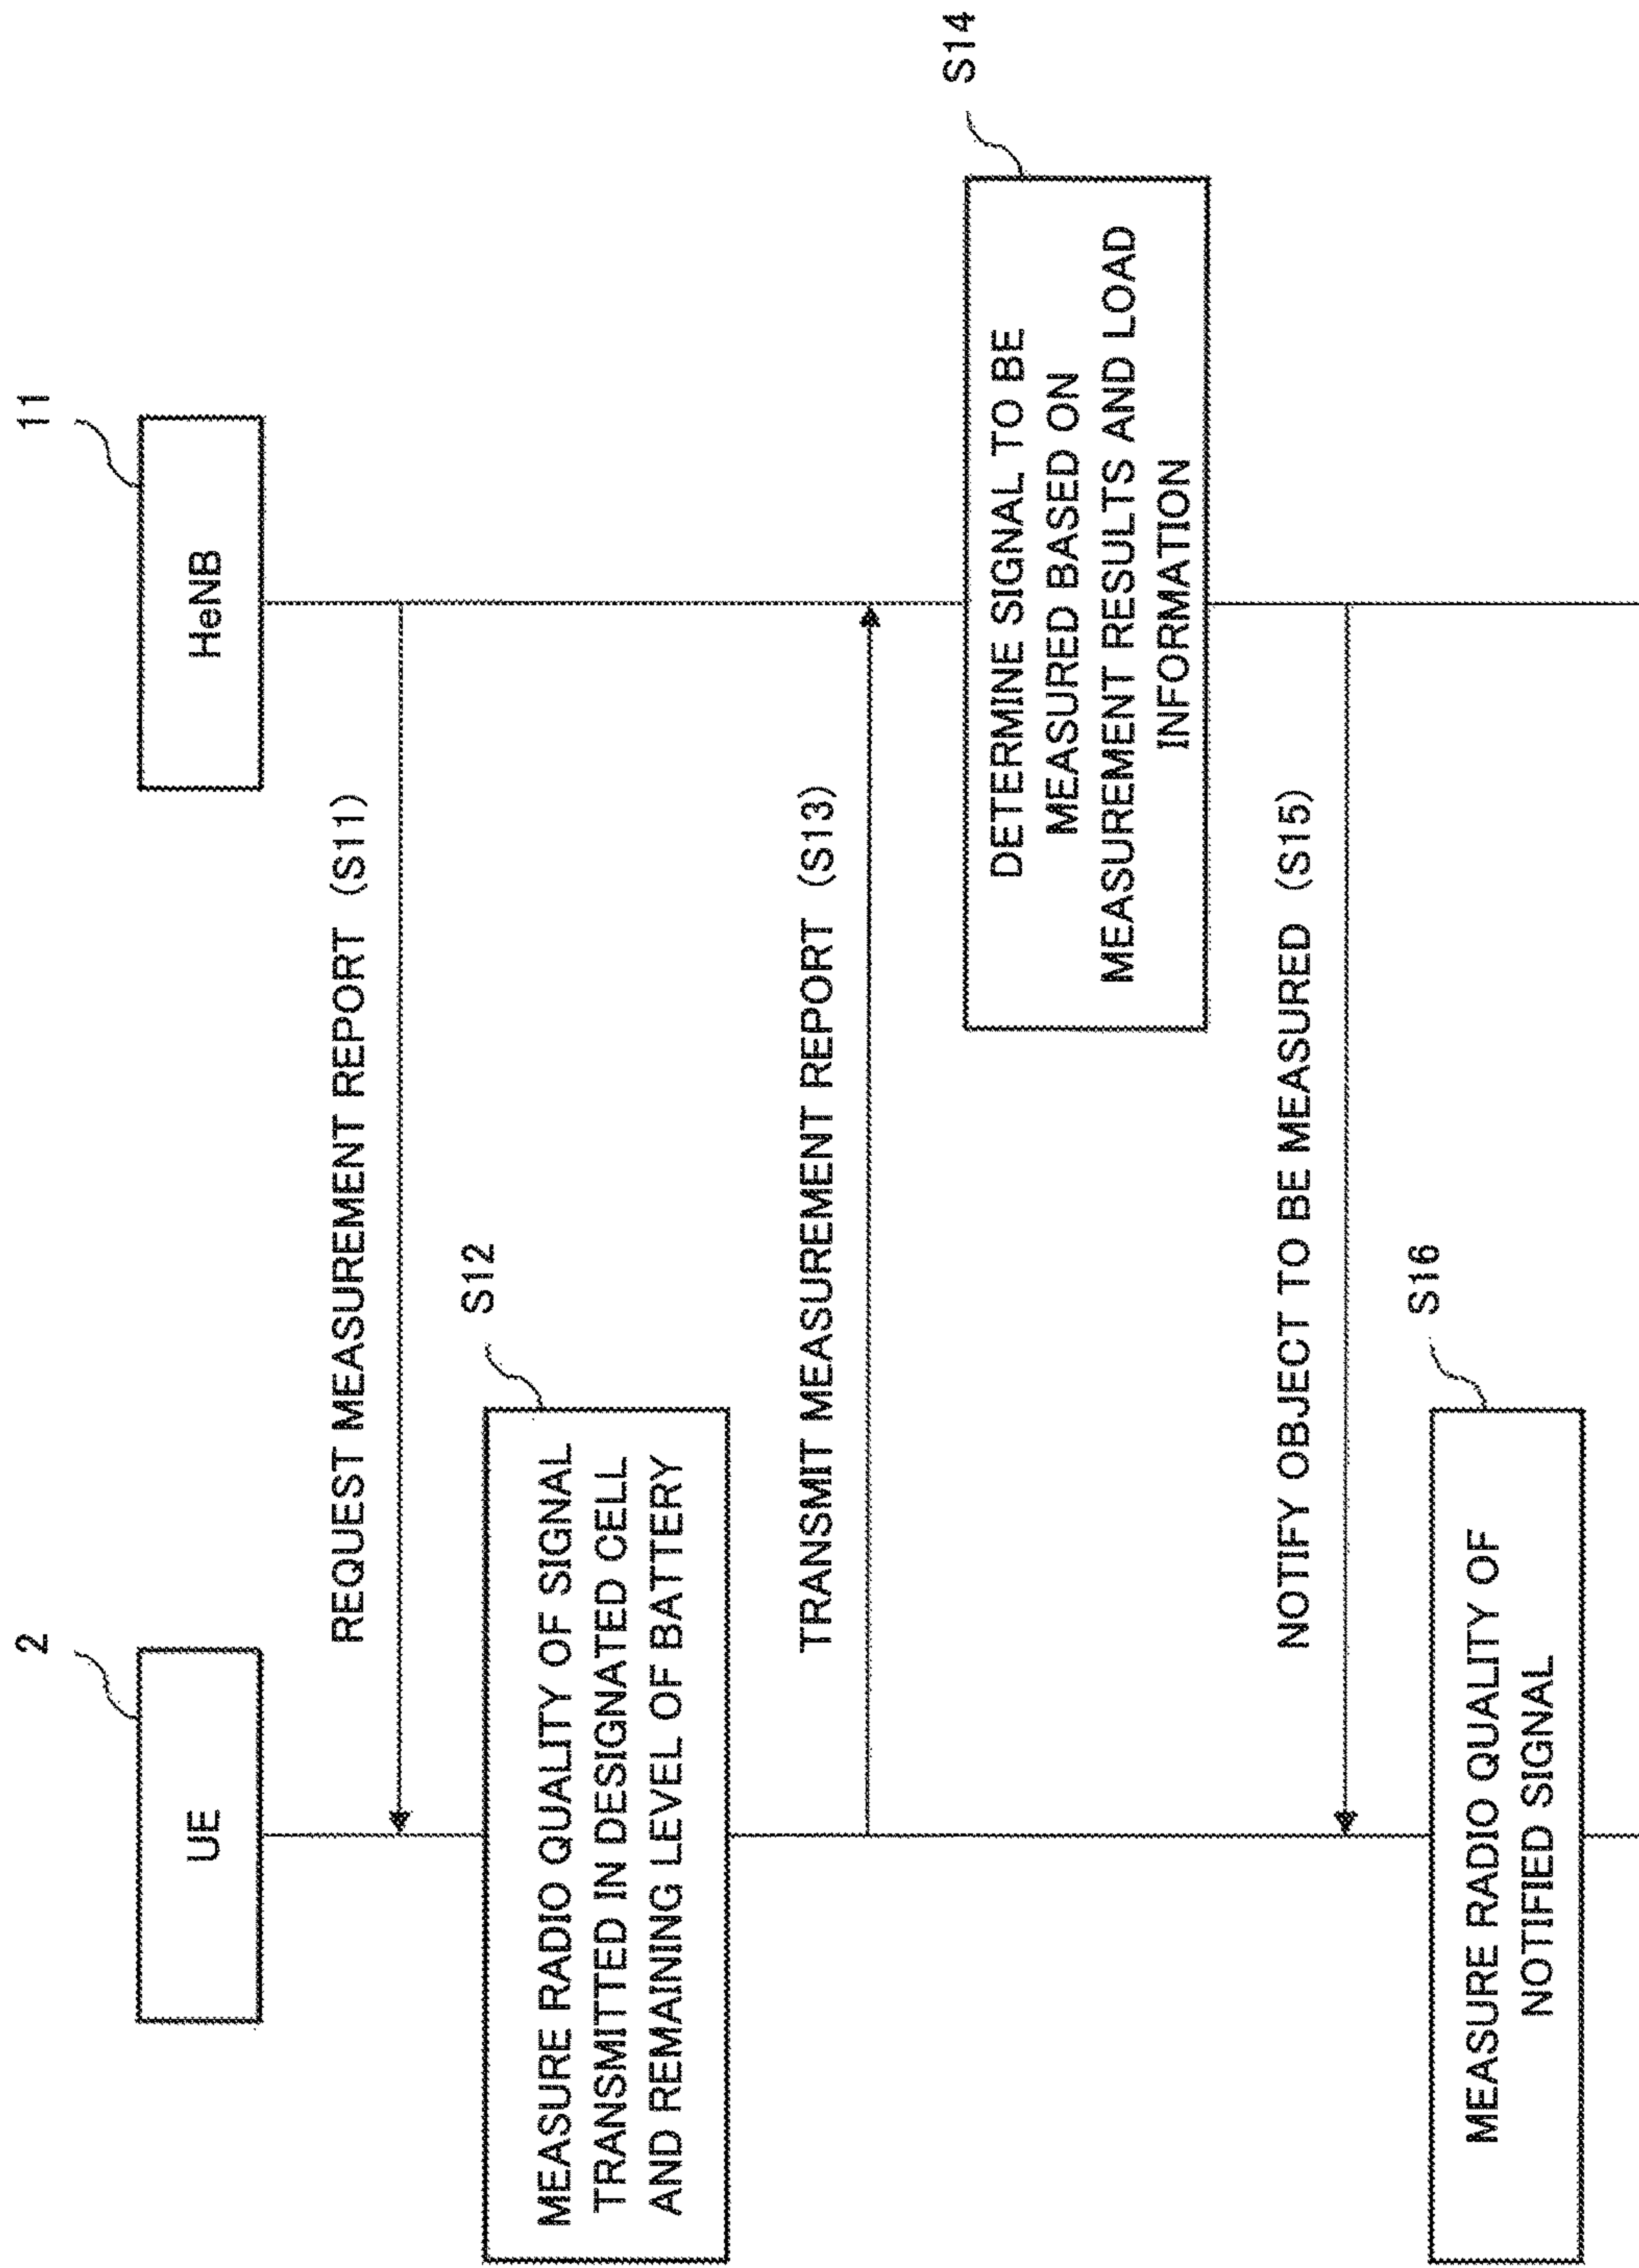 2
11
UE
HeNB
REQUEST MEASUREMENT REPORT (S11)
S12
MEASURE RADIO QUALITY OF SIGNAL
TRANSMITTED IN DESIGNATED CELL
AND REMAINING LEVEL OF BATTERY
TRANSMIT MEASUREMENT REPORT (S13)
S14
DETERMINE SIGNAL TO BE
MEASURED BASED ON
MEASUREMENT RESULTS AND LOAD
INFORMATION
NOTIFY OBJECT TO BE MEASURED (S15)
S16
MEASURE RADIO QUALITY OF
NOTIFIED SIGNAL